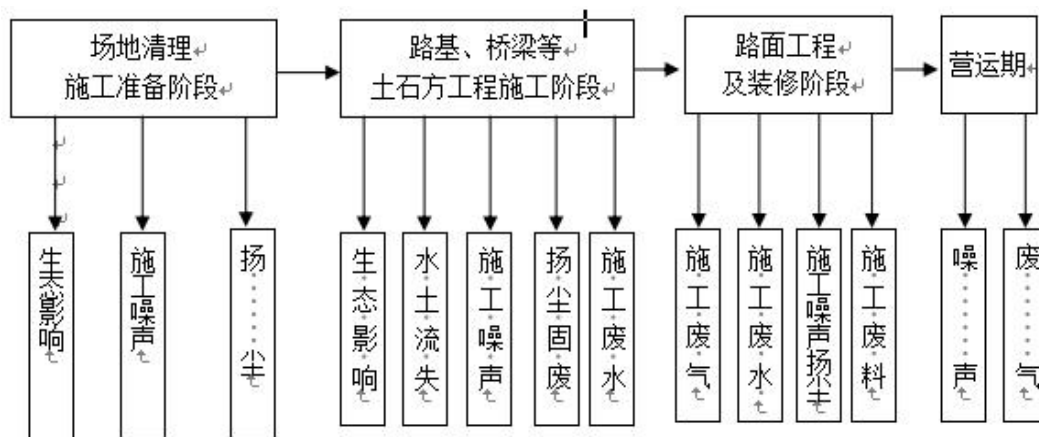 场地清理
施工准备阶段
路基、桥梁等
土石方工程施工阶段
路面工程
及装修阶段
营运期
生态影响
施工噪声
扬尘
生态影响
水土流失
施工噪声
扬尘固废
施工废水
施工废气
施工废水
施工噪声扬尘
施工废料
噪声
废气